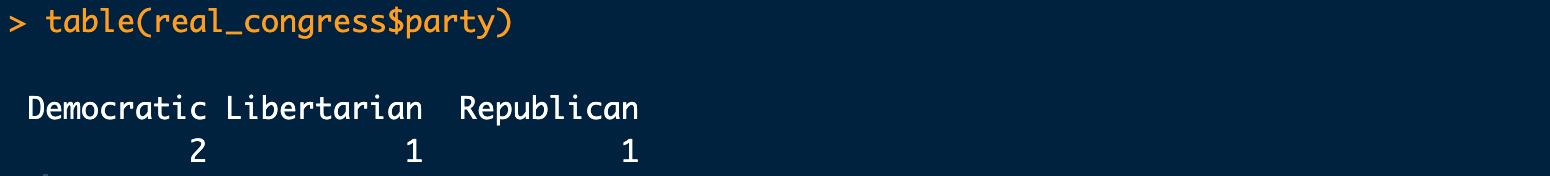 > table(real_congress$party)
Democratic Libertarian  Republican
2           1           1